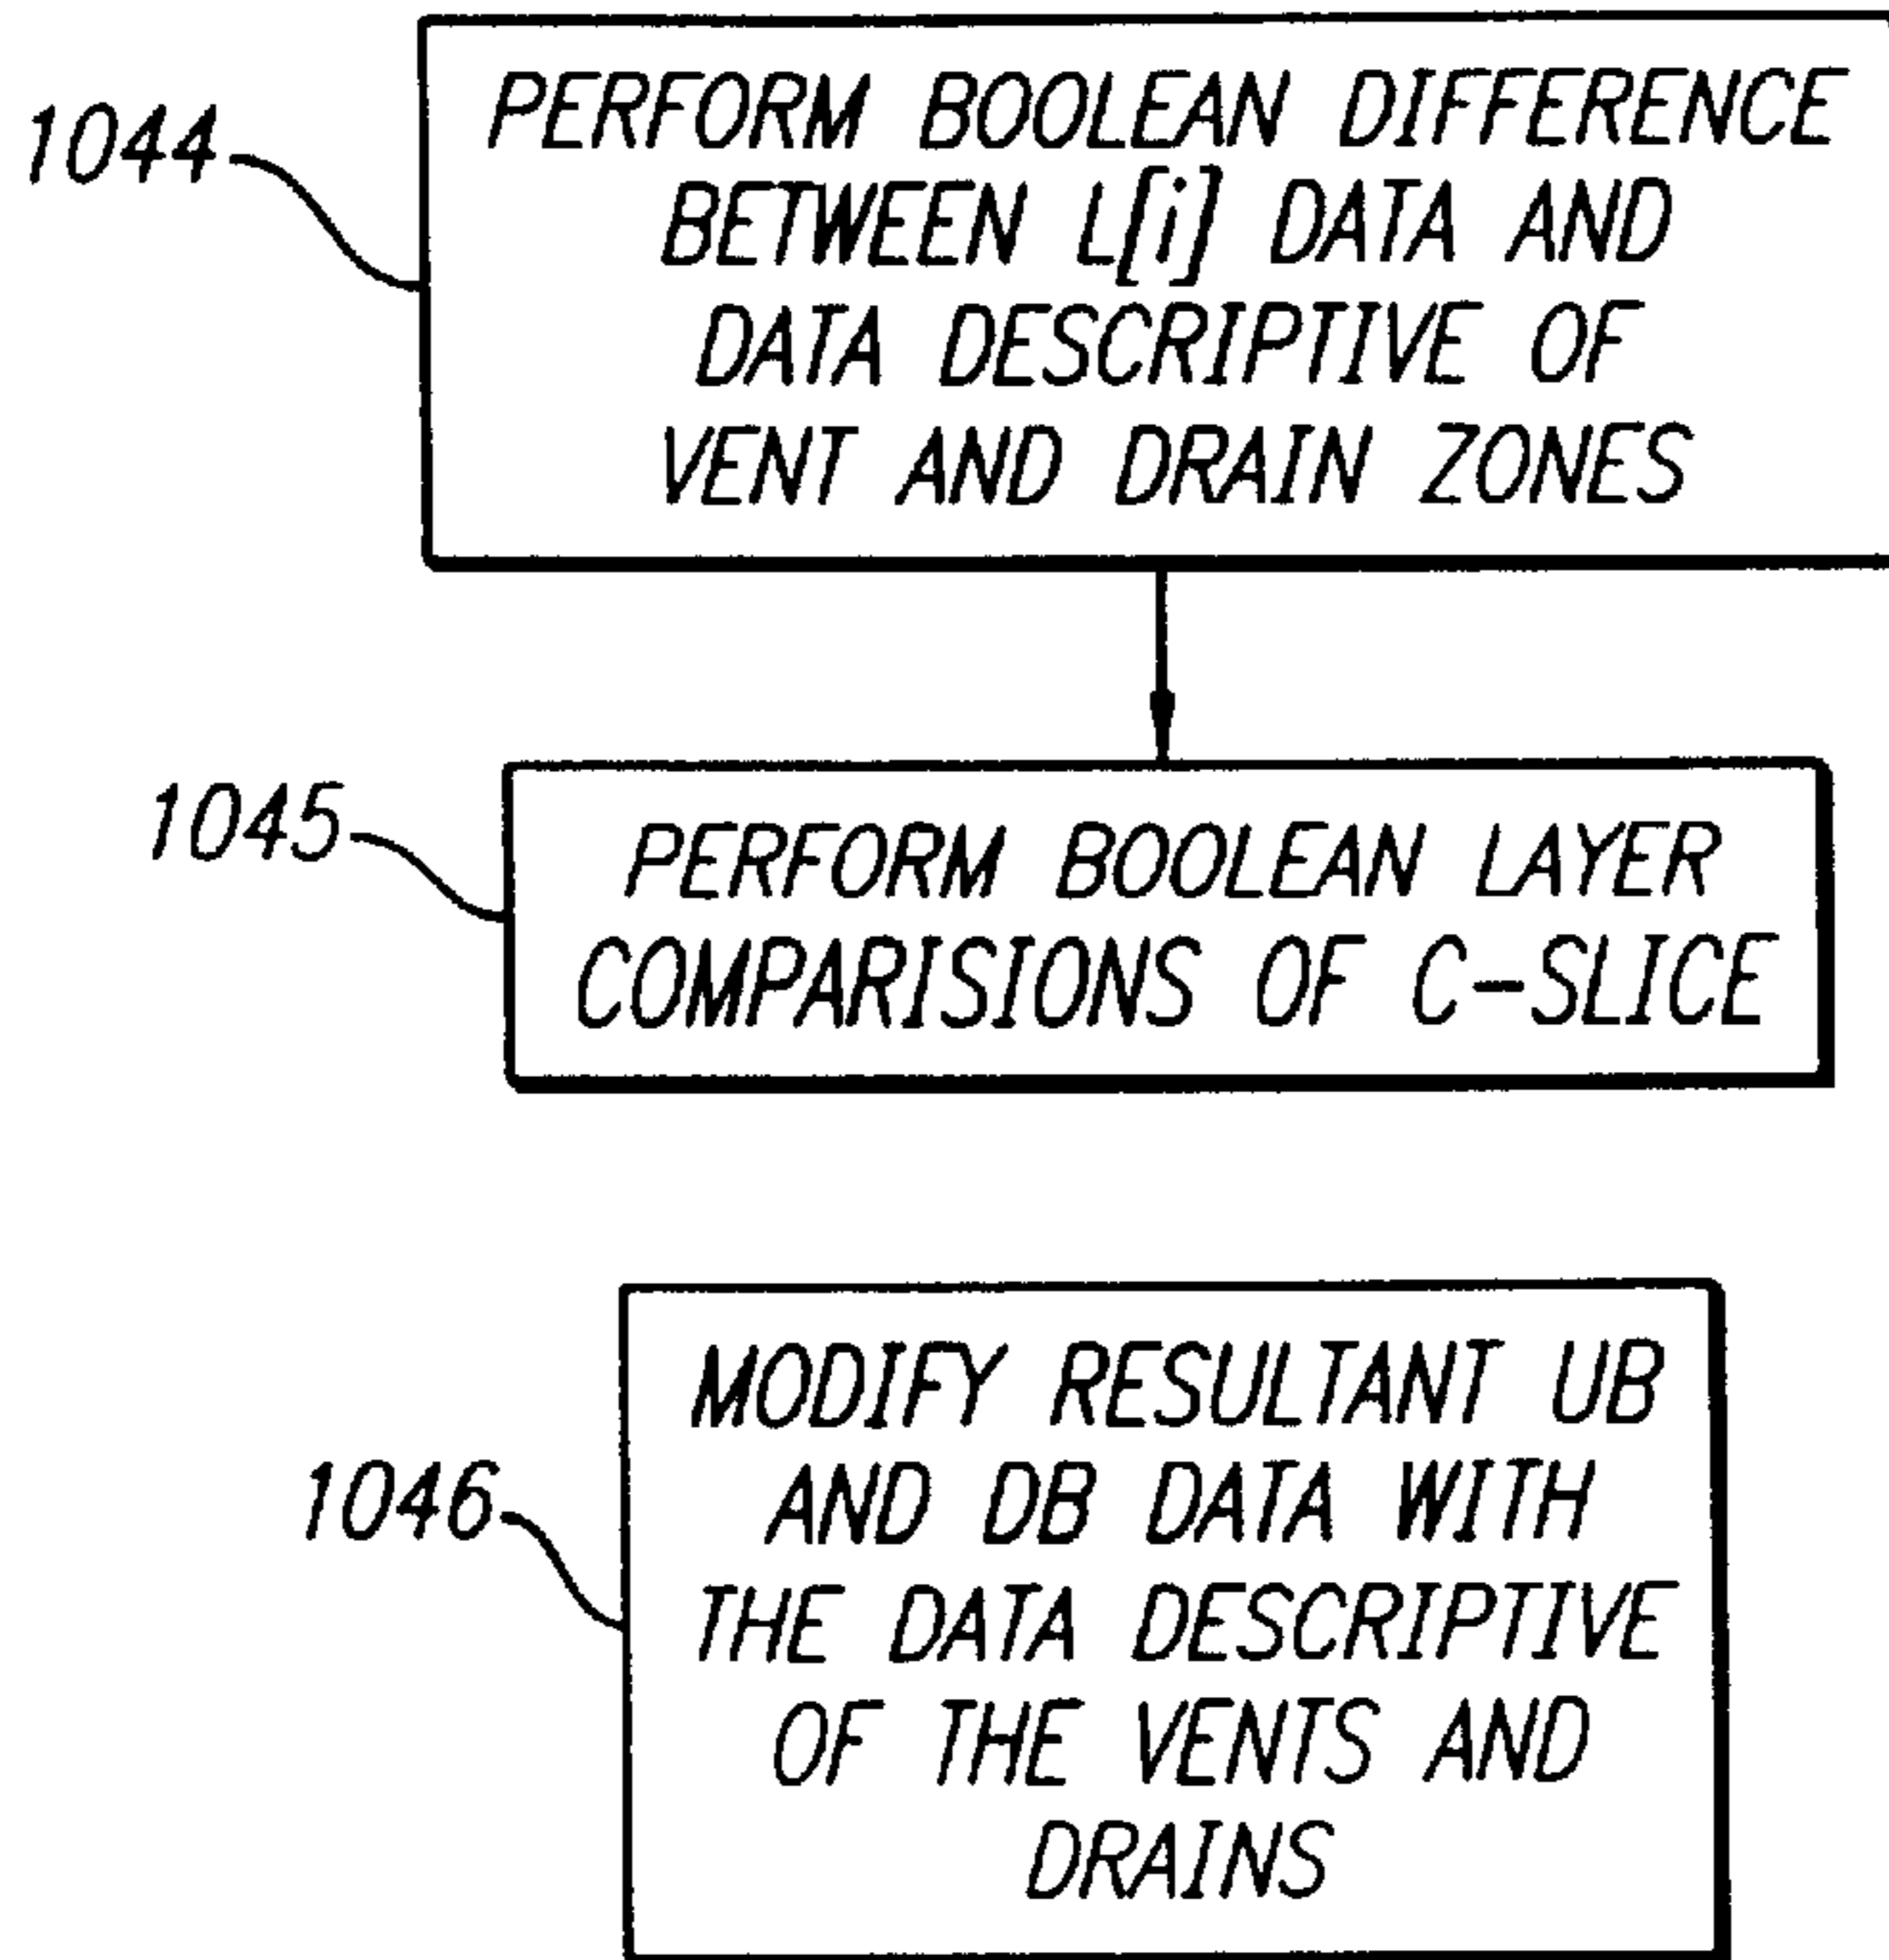 1044
PERFORM BOOLEAN DIFFERENCE
BETWEEN L[i] DATA AND
DATA DESCRIPTIVE OF
VENT AND DRAIN ZONES
1045
PERFORM BOOLEAN LAYER
COMPARISIONS OF C-SLICE
1046
MODIFY RESULTANT UB
AND DB DATA WITH
THE DATA DESCRIPTIVE
OF THE VENTS AND
DRAINS